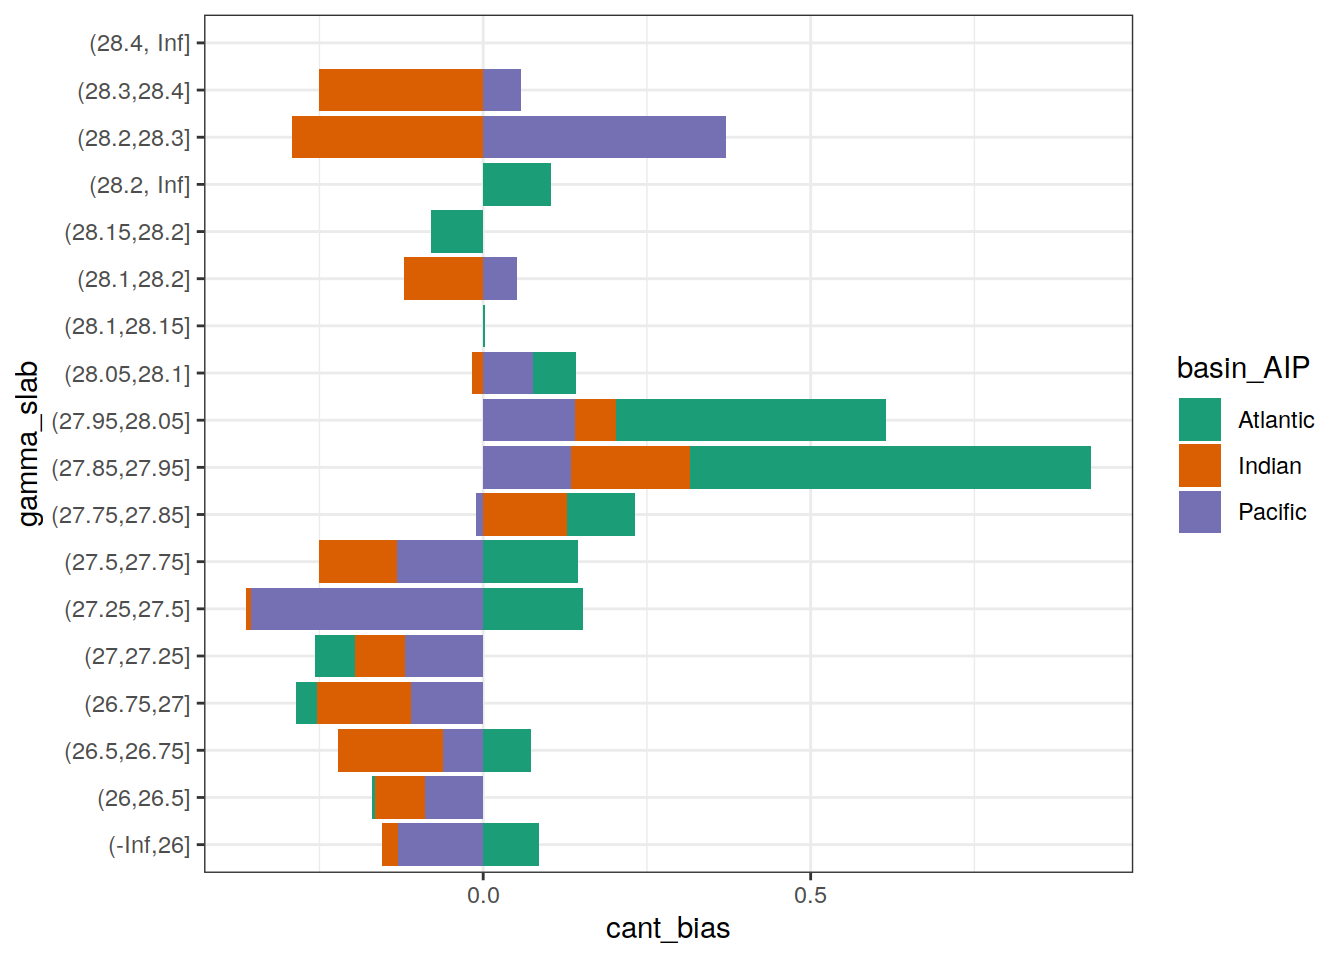 (28.4, Inf]
(28.3,28.4]
(28.2,28.3]
(28.2, Inf]
(28.15,28.2]
(28.1,28.2]
(28.1,28.15]
(28.05,28.1]
(27.95,28.05]
(27.85,27.95]
(27.75,27.85]
(27.5,27.75]
(27.25,27.5]
(27,27.25]
(26.75,27]
(26.5,26.75]
(26,26.5]
(-Inf,26]
gamma_slab
0.0
0.5
cant_bias
basin_AIP
Atlantic
Indian
Pacific